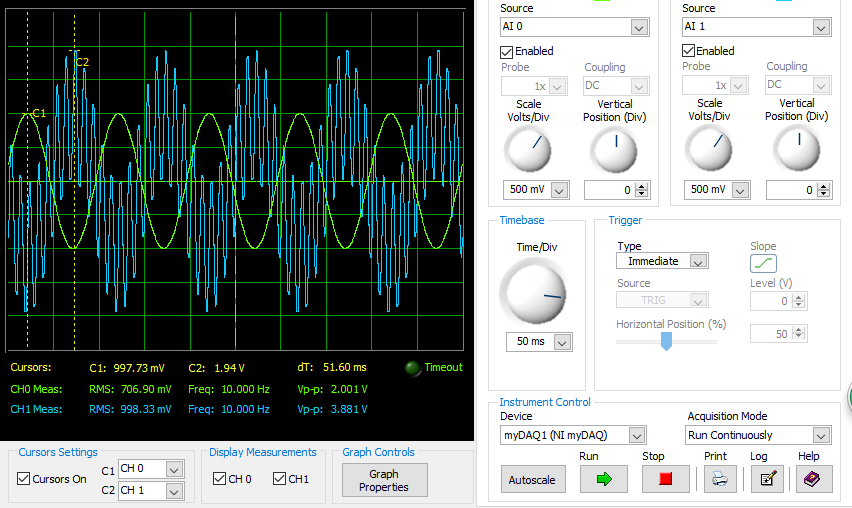 C2
C1
Cursors: C1: 997.73 mV C2: 1.94 V dT: 51.60 ms Timeout
CH0 Meas: RMS: 706.90 mV Freq: 10.000 Hz Vp-p: 2.001 V
CH1 Meas: RMS: 998.33 mV Freq: 10.000 Hz Vp-p: 3.881 V
Cursors Settings
Cursors On
C1 CH 0
C2 CH 1
Display Measurements
CH 0 CH1
Graph Controls
Graph
Properties
Source
AI 0
Enabled
Probe Coupling
1x DC
Scale Vertical
Volts/Div Position (Div)
500 mV 0
Source
AI 1
Enabled
Probe Coupling
1x DC
Scale Vertical
Volts/Div Position (Div)
500 mV 0
Timebase
Time/Div
50 ms
Trigger
Type Slope
Immediate
Source Level (V)
TRIG 0
Horizontal Position (%)
50
Instrument Control
Device Acquisition Mode
myDAQ1 (NI myDAQ) Run Continuously
Run Stop Print Log Help
Autoscale